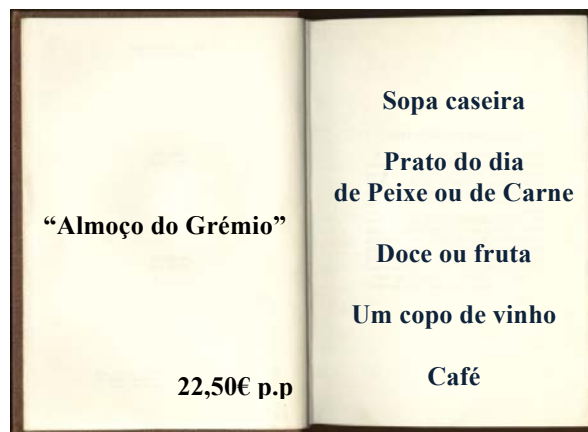 “Almoço do Grémio”
22,50€ p.p
Sopa caseira
Prato do dia
de Peixe ou de Carne
Doce ou fruta
Um copo de vinho
Café